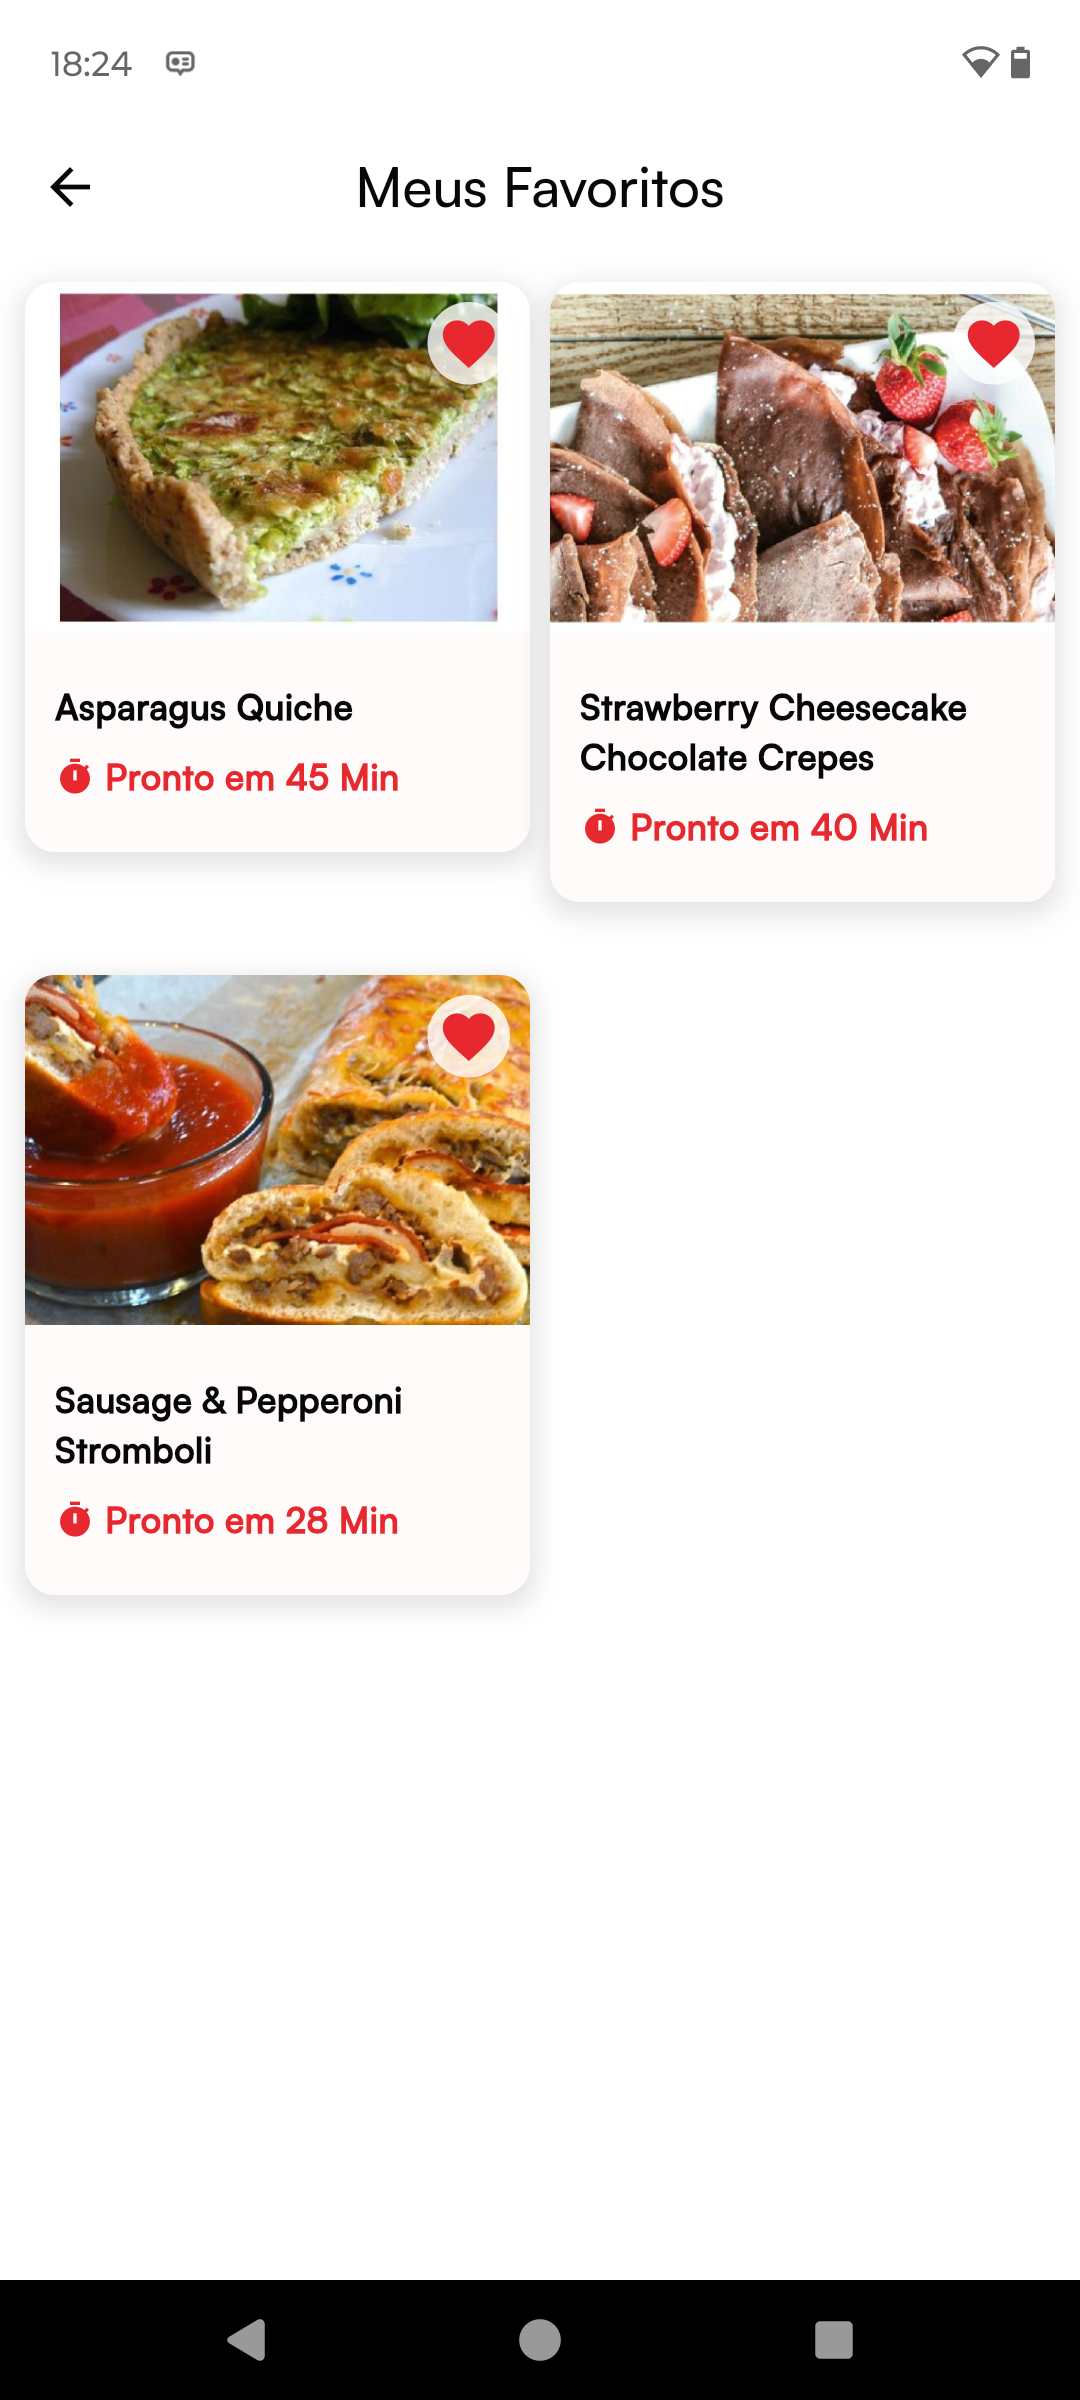 18:24
Meus Favoritos
Asparagus Quiche
Pronto em 45 Min
Strawberry Cheesecake
Chocolate Crepes
Pronto em 40 Min
Sausage & Pepperoni
Stromboli
Pronto em 28 Min